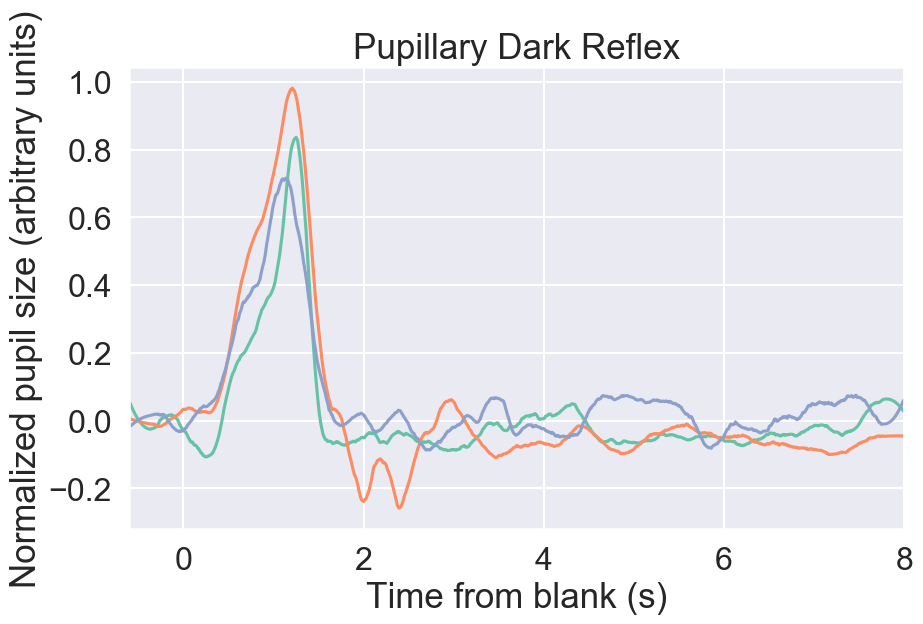 Pupillary Dark Reflex
Normalized pupil size (arbitrary units)
1.0
0.8
0.6
0.4
0.2
0.0
−0.2
0 2 4 6 8
Time from blank (s)